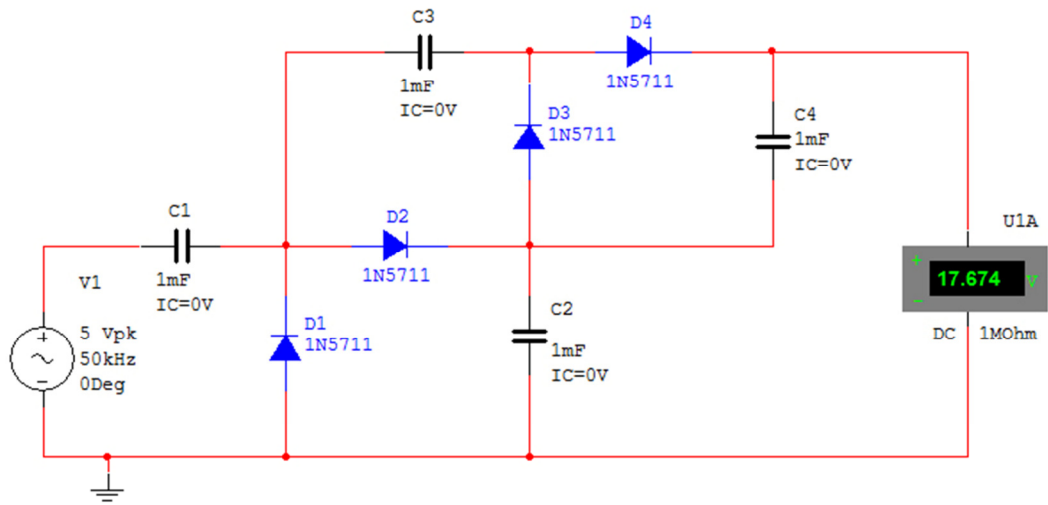 C3
1mF
IC=0V
D4
1N5711
D3
1N5711
C4
1mF
IC=0V
C1
1mF
IC=0V
D2
1N5711
U1A
+
17.674 V
-
DC 1MOhm
V1
+
5 Vpk
50kHz
0Deg
-
D1
1N5711
C2
1mF
IC=0V